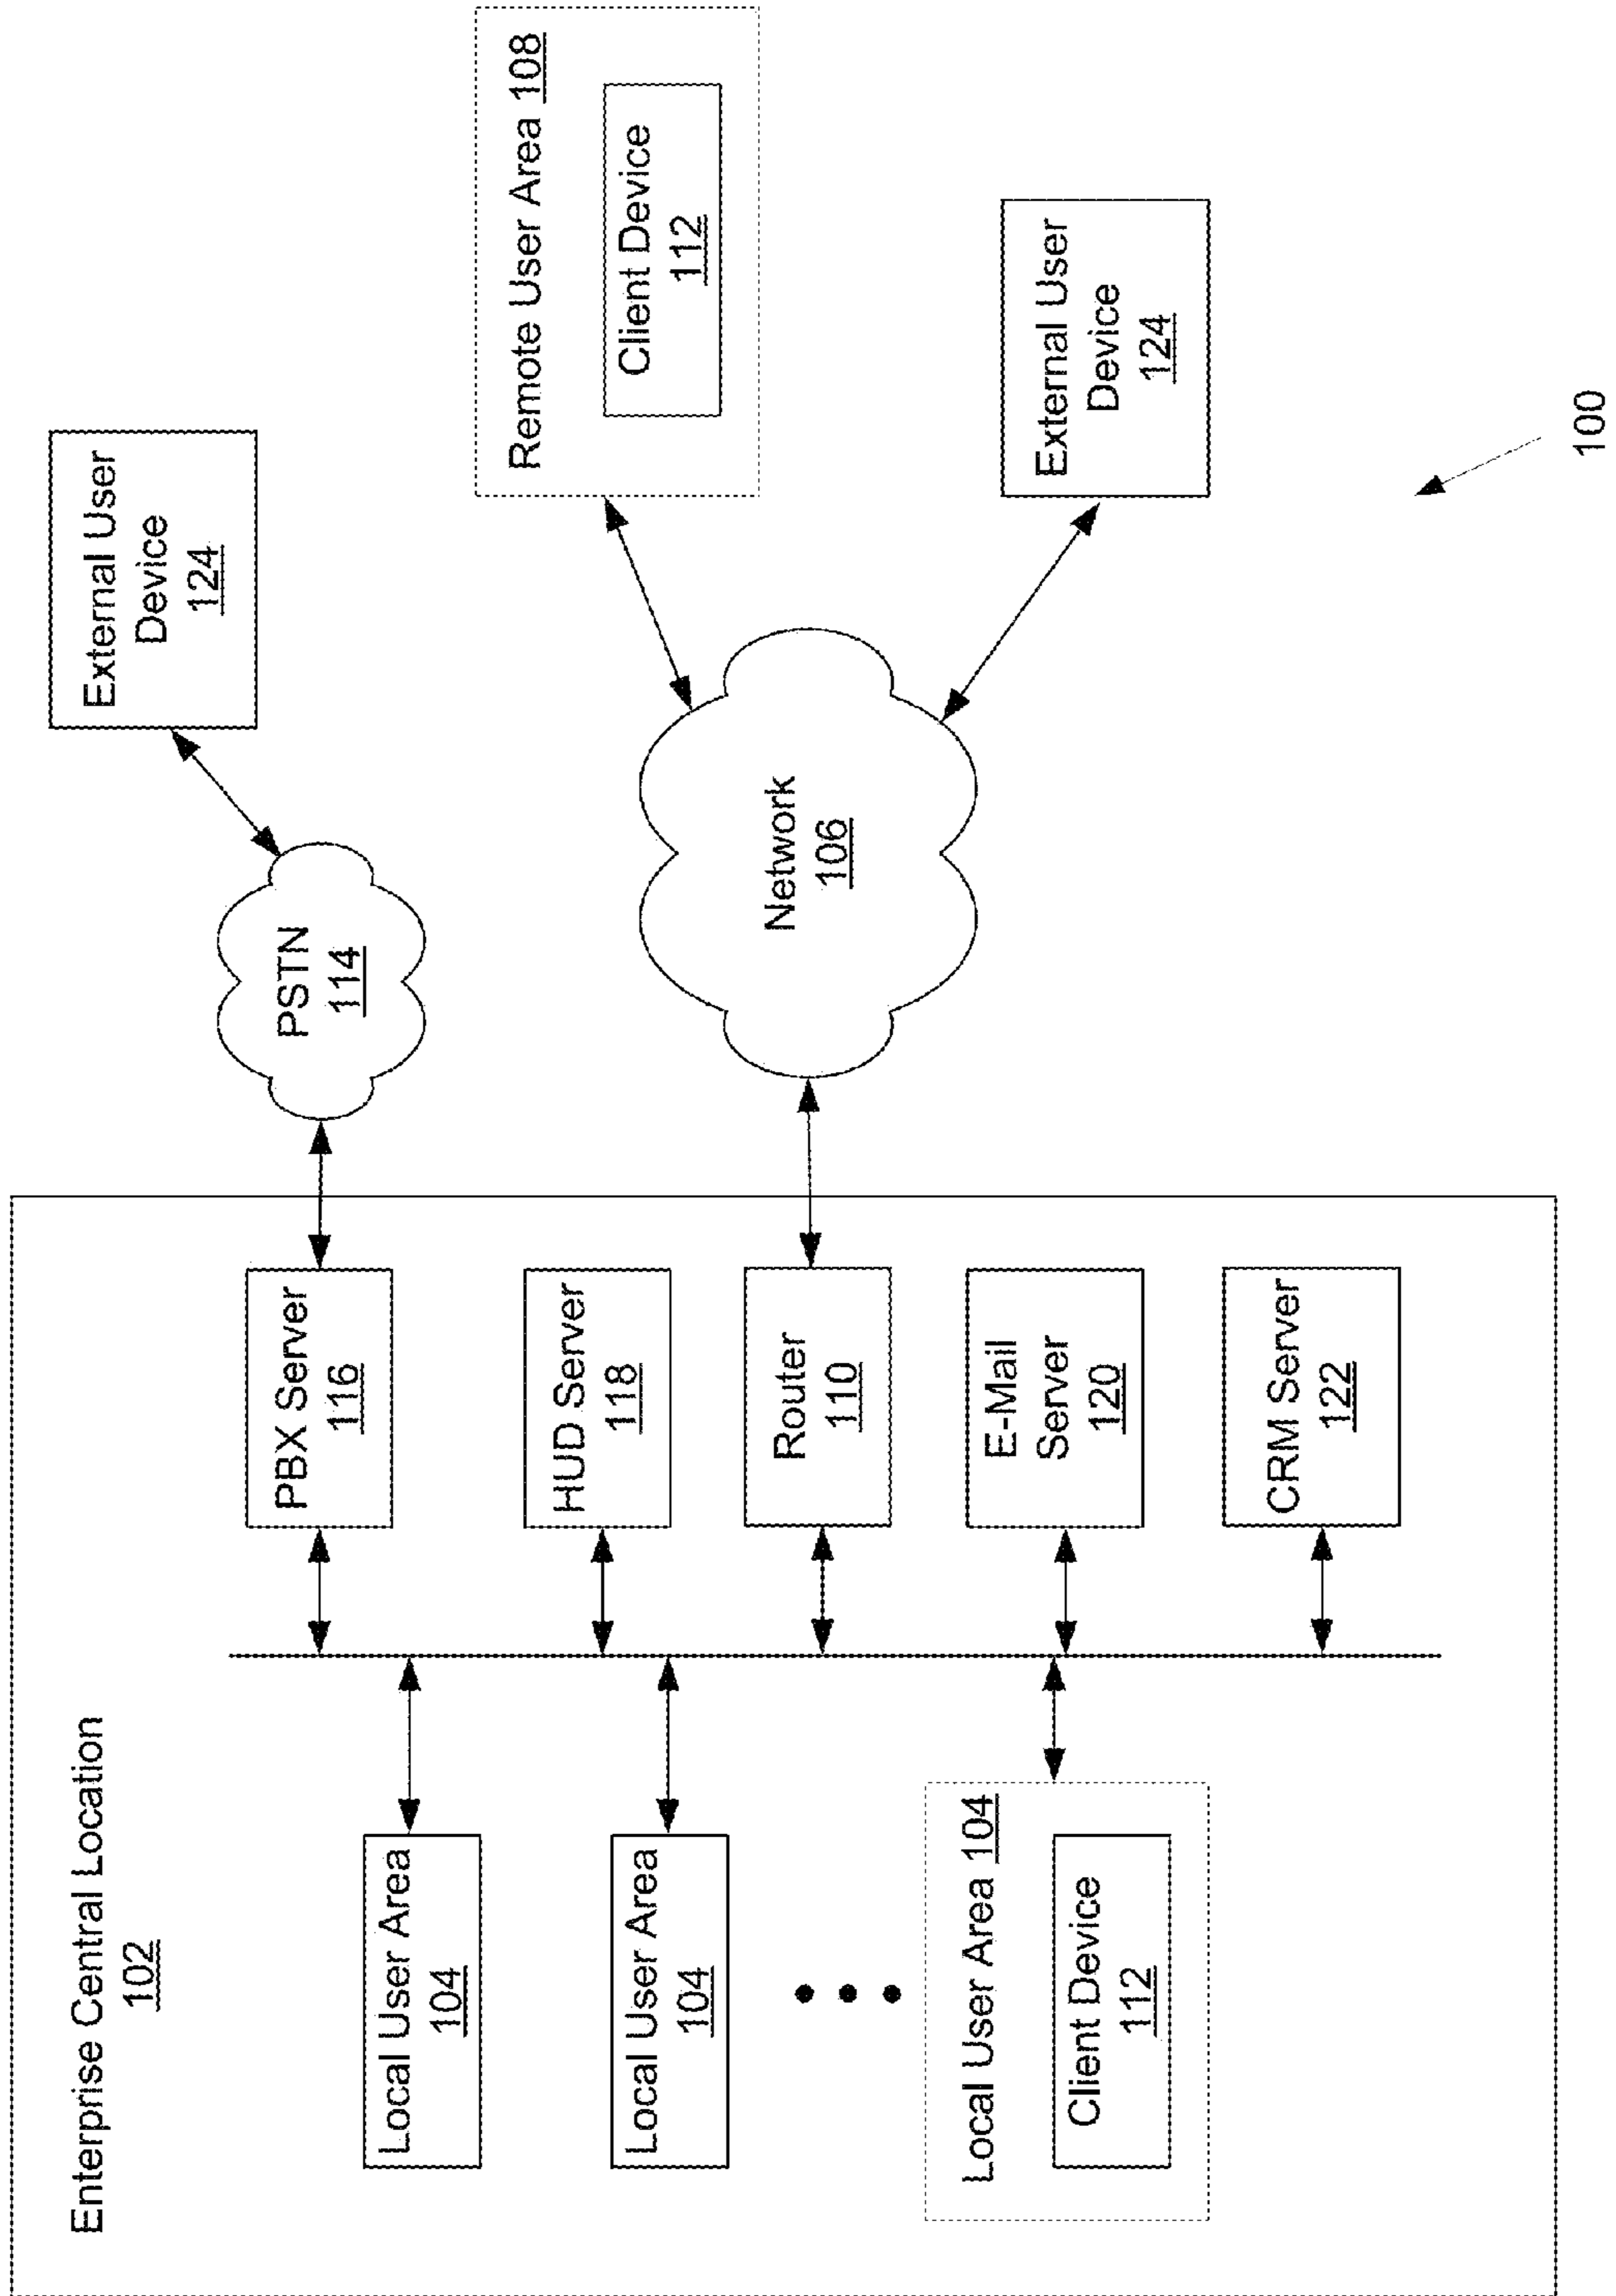 Enterprise Central Location
102
Local User Area
104
Local User Area
104
Local User Area 104
Client Device
112
PBX Server
116
HUD Server
118
Router
110
E-Mail
Server
120
CRM Server
122
PSTN
114
Network
106
External User
Device
124
Remote User Area 108
Client Device
112
External User
Device
124
100